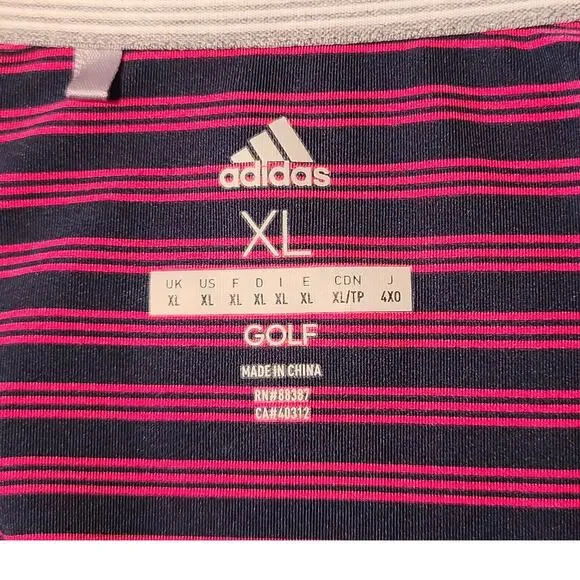 adidas
XL
UK US F D I E CDN J
XL XL XL XL XL XL XL/TP 4XO
GOLF
MADE IN CHINA
RN#88387
CA#40312